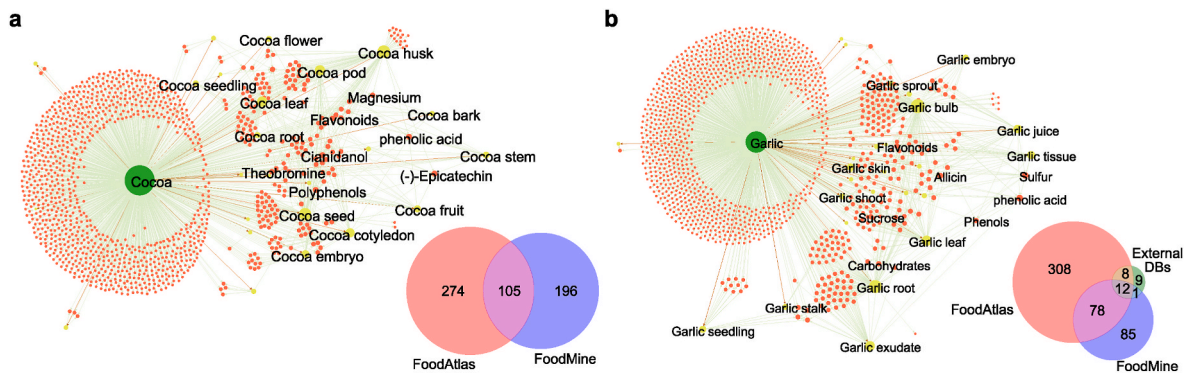 a
Cocoa flower
Cocoa husk
Cocoa pod
Cocoa seedling
Magnesium
Cocoa leaf
Cocoa bark
Flavonoids
Cocoa root
phenolic acid
Cianidanol
Cocoa stem
Theobromine
(-)-Epicatechin
Cocoa
Polyphenols
Cocoa fruit
Cocoa seed
Cocoa cotyledon
Cocoa embryo
274
105
196
FoodAtlas
FoodMine
b
Garlic embryo
Garlic sprout
Garlic bulb
Garlic juice
Garlic
Flavonoids
Garlic tissue
Garlic skin
Allicin
Sulfur
Garlic shoot
phenolic acid
Sucrose
Phenols
Garlic leaf
Carbohydrates
Garlic root
Garlic stalk
Garlic seedling
Garlic exudate
External
DBs
308
8
9
12
1
78
85
FoodAtlas
FoodMine